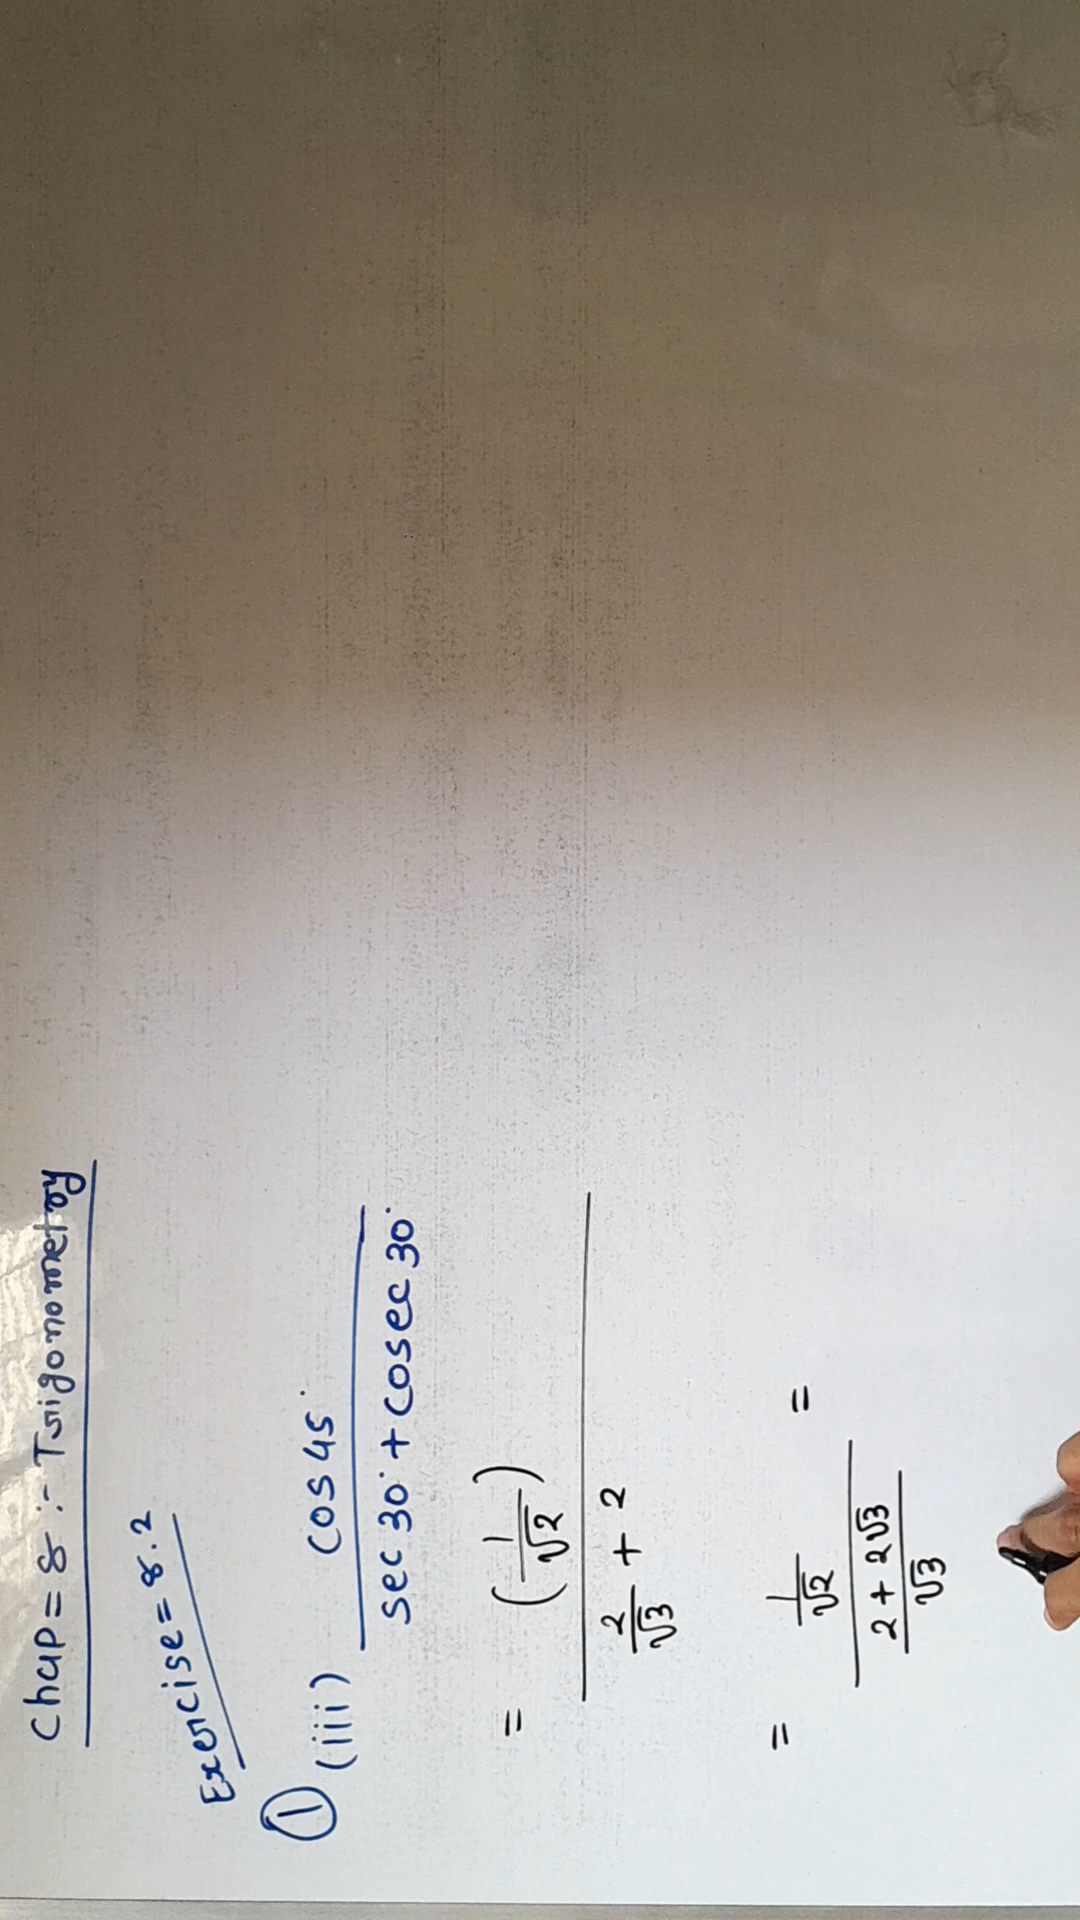 Chap = 8 :- Trigonometry
Exercise = 8.2
① (iii) cos 45°
sec 30° + cosec 30°
= (1/√2)
2/√3 + 2
= 1/√2 =
2 + 2√3
√3